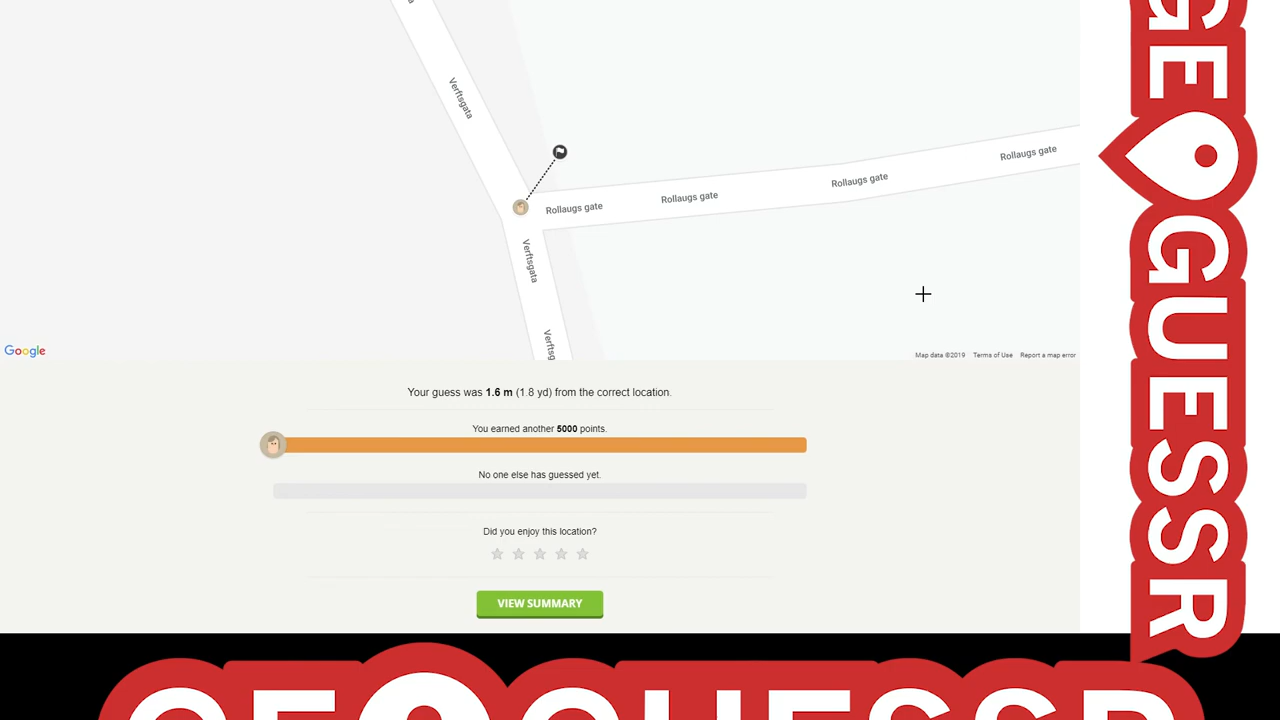 Verftsgata
Rollaugs gate
Rollaugs gate
Rollaugs gate
Rollaugs gate
Verftsgata
Google
Map data ©2019 Terms of Use Report a map error
Your guess was 1.6 m (1.8 yd) from the correct location.
You earned another 5000 points.
No one else has guessed yet.
Did you enjoy this location?
VIEW SUMMARY
GEOGUESSR
GEOGUESSR